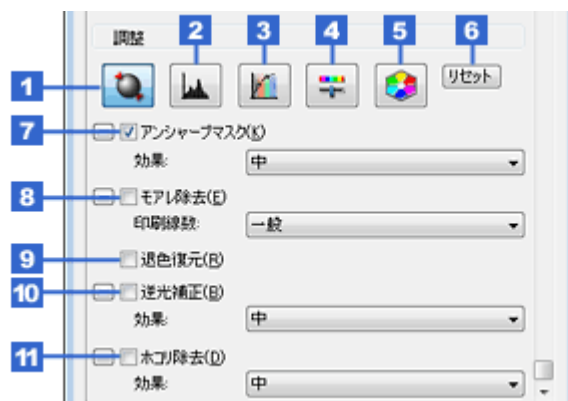 調整
2 3 4 5 6
1 リセット
7 アンシャープマスク(K)
効果: 中
8 モアレ除去(E)
印刷線数: 一般
9 退色復元(R)
10 逆光補正(B)
効果: 中
11 ホコリ除去(D)
効果: 中